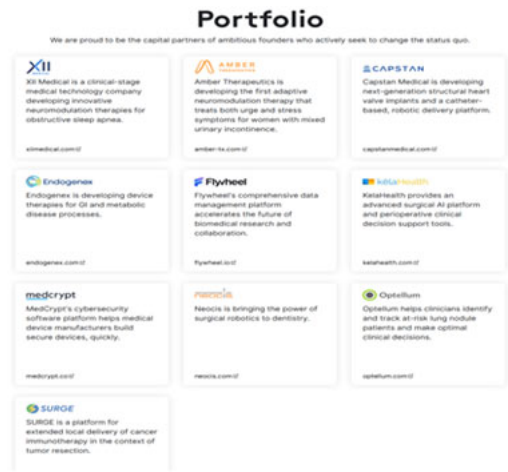 Portfolio
We are proud to be the capital partners of ambitious founders who actively seek to change the status quo.
XII
XII Medical is a clinical-stage
medical technology company
developing innovative
neuromodulation therapies for
obstructive sleep apnea.
xiimedical.com
AMBER
THERAPEUTICS
Amber Therapeutics is
developing the first adaptive
neuromodulation therapy that
treats both urge and stress
symptoms for women with mixed
urinary incontinence.
amber-tx.com
CAPSTAN
Capstan Medical is developing
next-generation structural heart
valve implants and a catheter-
based, robotic delivery platform.
capstanmedical.com
Endogenex
Endogenex is developing device
therapies for GI and metabolic
disease processes.
endogenex.com
Flywheel
Flywheel's comprehensive data
management platform
accelerates the future of
biomedical research and
collaboration.
flywheel.io
KelaHealth
KelaHealth provides an
advanced surgical AI platform
and perioperative clinical
decision support tools.
kelahealth.com
medcrypt
MedCrypt's cybersecurity
software platform helps medical
device manufacturers build
secure devices, quickly.
medcrypt.co
neocis
Neocis is bringing the power of
surgical robotics to dentistry.
neocis.com
Optellum
Optellum helps clinicians identify
and track at-risk lung nodule
patients and make optimal
clinical decisions.
optellum.com
SURGE
SURGE is a platform for
extended local delivery of cancer
immunotherapy in the context of
tumor resection.